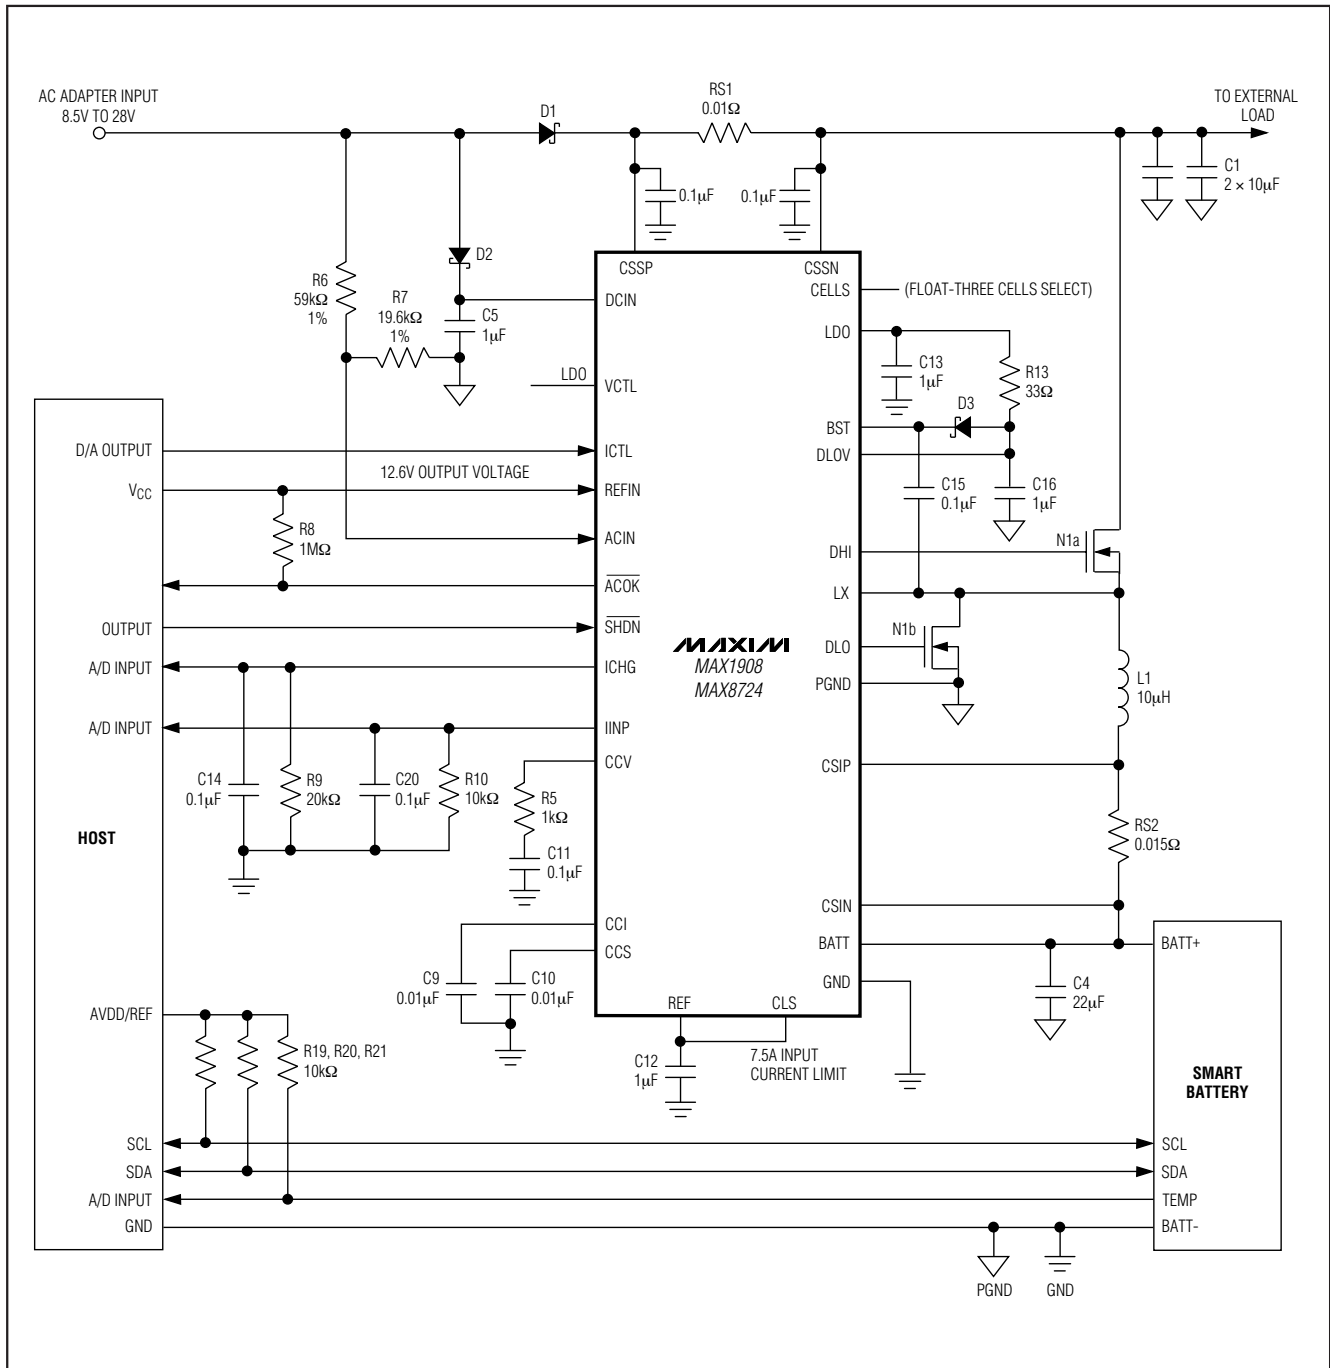 AC ADAPTER INPUT
8.5V TO 28V
D1
RS1
0.01Ω
TO EXTERNAL
LOAD
C1
2 × 10μF
0.1μF
0.1μF
D2
R6
59kΩ
1%
R7
19.6kΩ
1%
C5
1μF
CSSP
CSSN
CELLS
(FLOAT-THREE CELLS SELECT)
DCIN
LDO
C13
1μF
R13
33Ω
LDO
VCTL
D3
BST
DLOV
D/A OUTPUT
ICTL
12.6V OUTPUT VOLTAGE
VCC
REFIN
C15
0.1μF
C16
1μF
R8
1MΩ
ACIN
DHI
N1a
ACOK
LX
OUTPUT
SHDN
N1b
MAXIM
MAX1908
MAX8724
DLO
A/D INPUT
ICHG
PGND
L1
10μH
A/D INPUT
IINP
CCV
CSIP
C14
0.1μF
R9
20kΩ
C20
0.1μF
R10
10kΩ
R5
1kΩ
HOST
C11
0.1μF
RS2
0.015Ω
CSIN
CCI
BATT
BATT+
CCS
C9
0.01μF
C10
0.01μF
GND
C4
22μF
REF
CLS
AVDD/REF
R19, R20, R21
10kΩ
C12
1μF
7.5A INPUT
CURRENT LIMIT
SMART
BATTERY
SCL
SCL
SDA
SDA
A/D INPUT
TEMP
GND
BATT-
PGND
GND